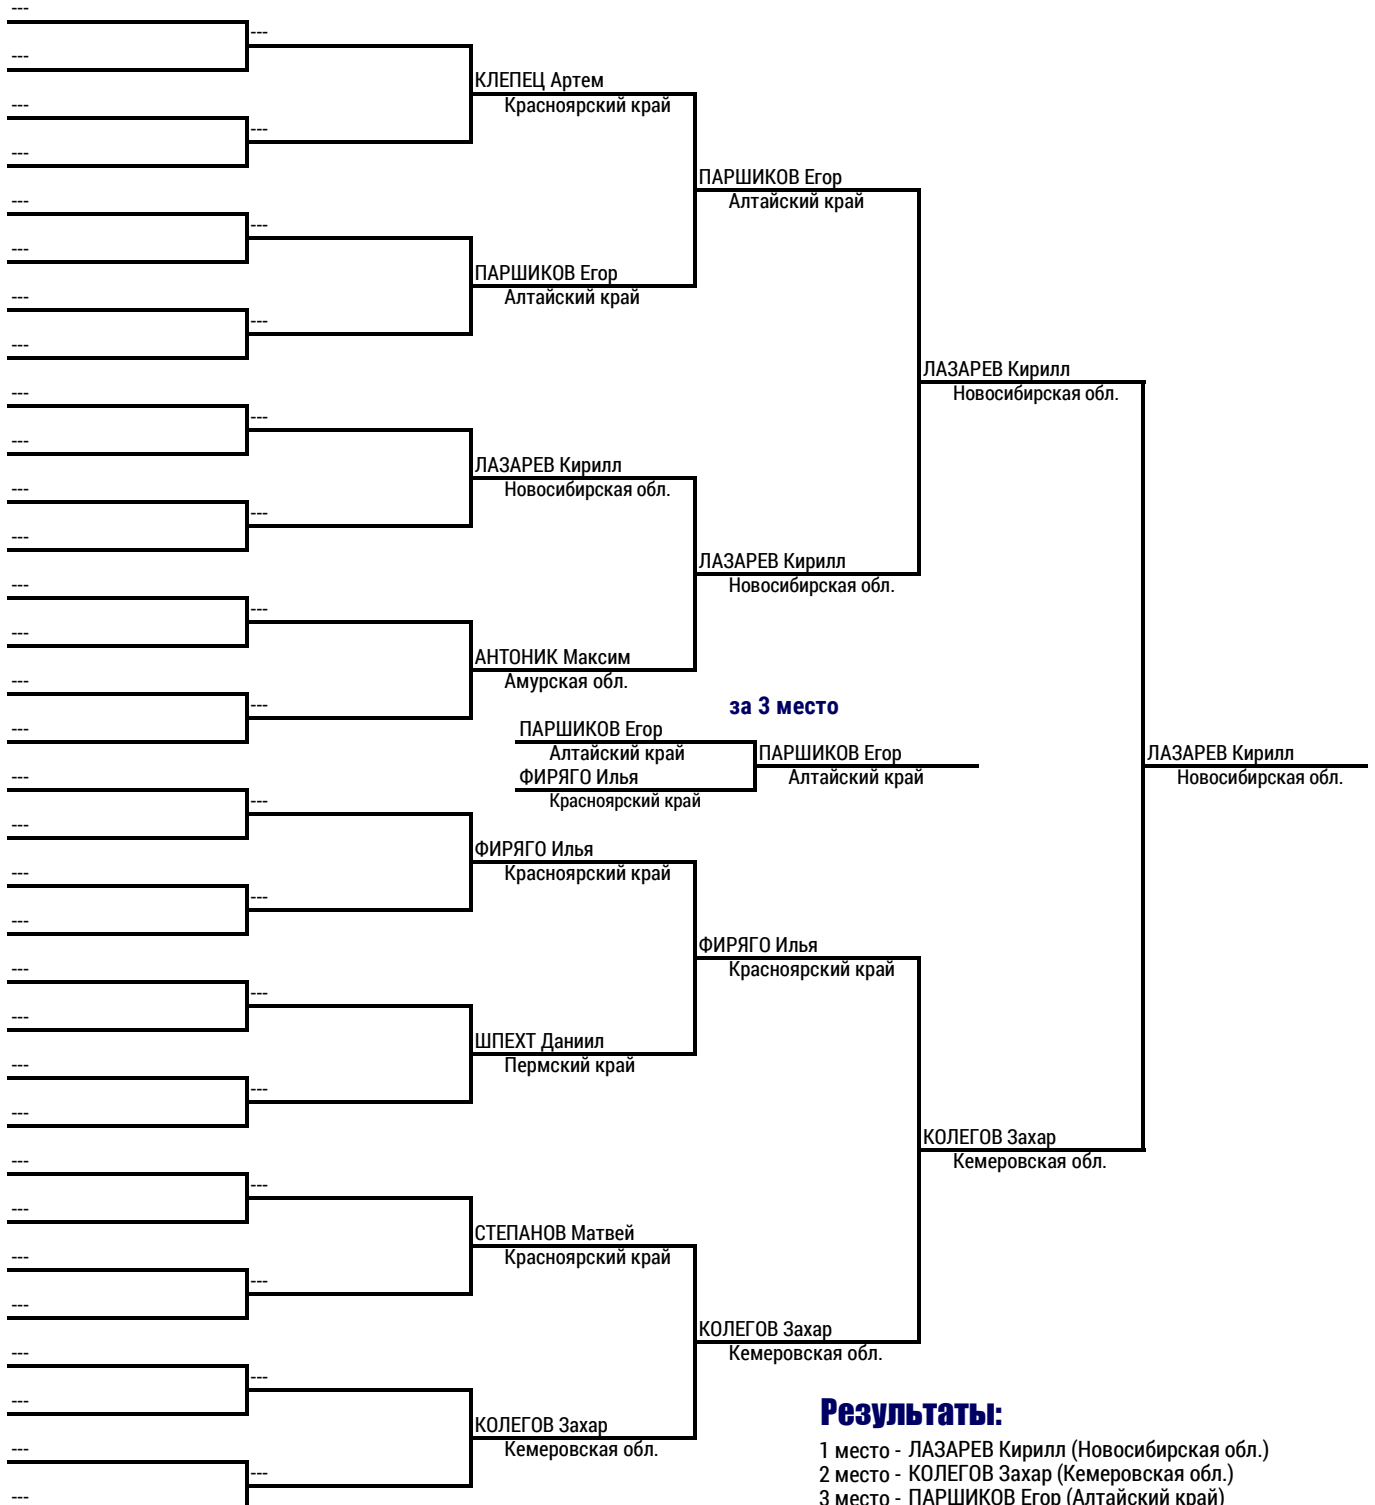 ---
---
---
КЛЕПЕЦ Артем
Красноярский край
---
---
---
ПАРШИКОВ Егор
Алтайский край
---
---
---
ПАРШИКОВ Егор
Алтайский край
---
---
---
ЛАЗАРЕВ Кирилл
Новосибирская обл.
---
---
---
ЛАЗАРЕВ Кирилл
Новосибирская обл.
---
---
---
ЛАЗАРЕВ Кирилл
Новосибирская обл.
---
---
---
АНТОНИК Максим
Амурская обл.
---
---
---
за 3 место
ПАРШИКОВ Егор
Алтайский край
ФИРЯГО Илья
Красноярский край
ПАРШИКОВ Егор
Алтайский край
ЛАЗАРЕВ Кирилл
Новосибирская обл.
---
---
---
ФИРЯГО Илья
Красноярский край
---
---
---
ФИРЯГО Илья
Красноярский край
---
---
---
ШПЕХТ Даниил
Пермский край
---
---
---
КОЛЕГОВ Захар
Кемеровская обл.
---
---
---
СТЕПАНОВ Матвей
Красноярский край
---
---
---
КОЛЕГОВ Захар
Кемеровская обл.
---
---
---
КОЛЕГОВ Захар
Кемеровская обл.
---
---
---
Результаты:
1 место - ЛАЗАРЕВ Кирилл (Новосибирская обл.)
2 место - КОЛЕГОВ Захар (Кемеровская обл.)
3 место - ПАРШИКОВ Егор (Алтайский край)